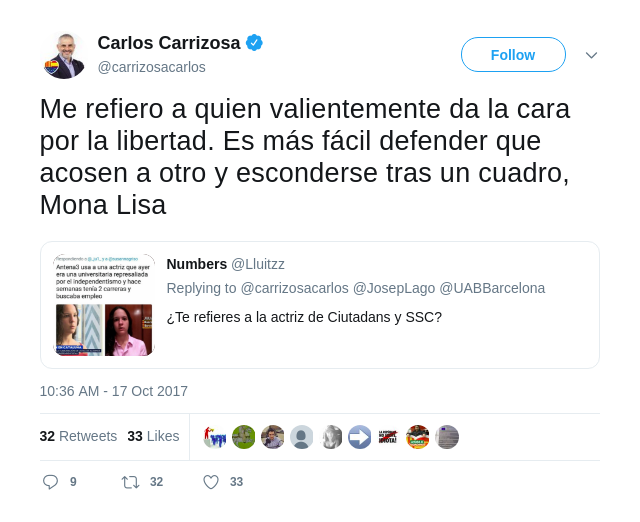 Carlos Carrizosa
@carrizosacarlos
Follow
Me refiero a quien valientemente da la cara
por la libertad. Es más fácil defender que
acosen a otro y esconderse tras un cuadro,
Mona Lisa
Numbers @Lluitzz
Replying to @carrizosacarlos @JosepLago @UABBarcelona
¿Te refieres a la actriz de Ciutadans y SSC?
Antena3 usa a una actriz que ayer
era una universitaria represaliada
por el independentismo y hace
semanas tenía 2 carreras y
buscaba empleo
10:36 AM - 17 Oct 2017
32 Retweets 33 Likes
9 32 33